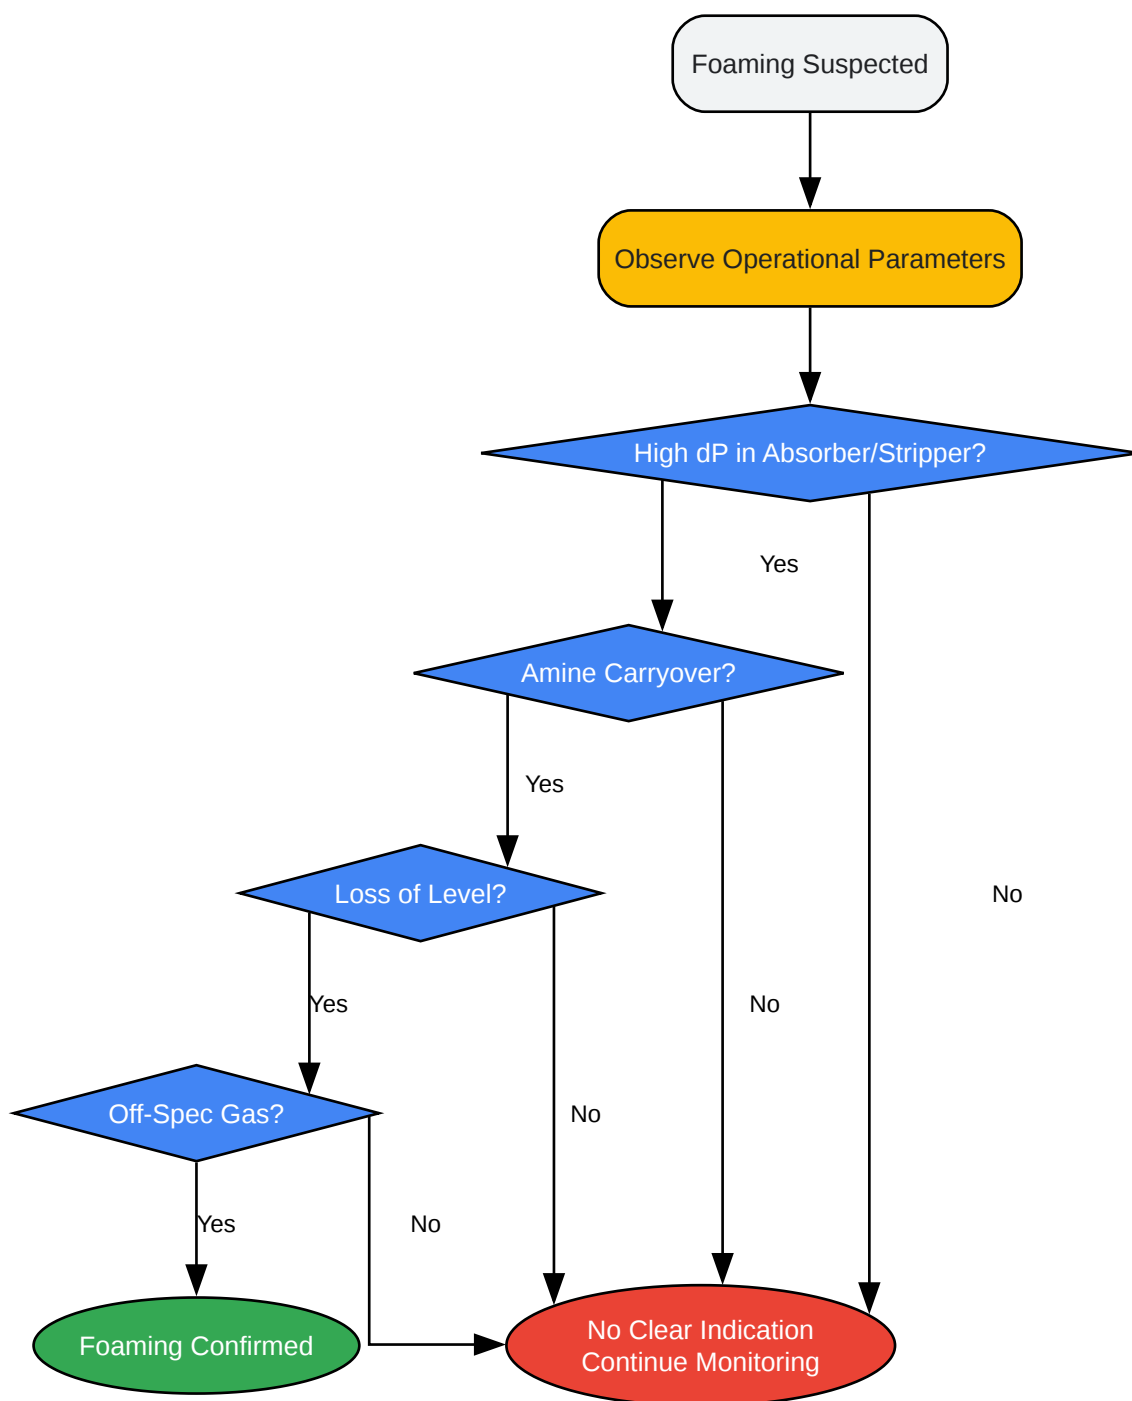 Foaming Suspected
Observe Operational Parameters
High dP in Absorber/Stripper?
Yes
Amine Carryover?
Yes
Loss of Level?
No
Yes
No
Off-Spec Gas?
No
Yes
No
Foaming Confirmed
No Clear Indication
Continue Monitoring